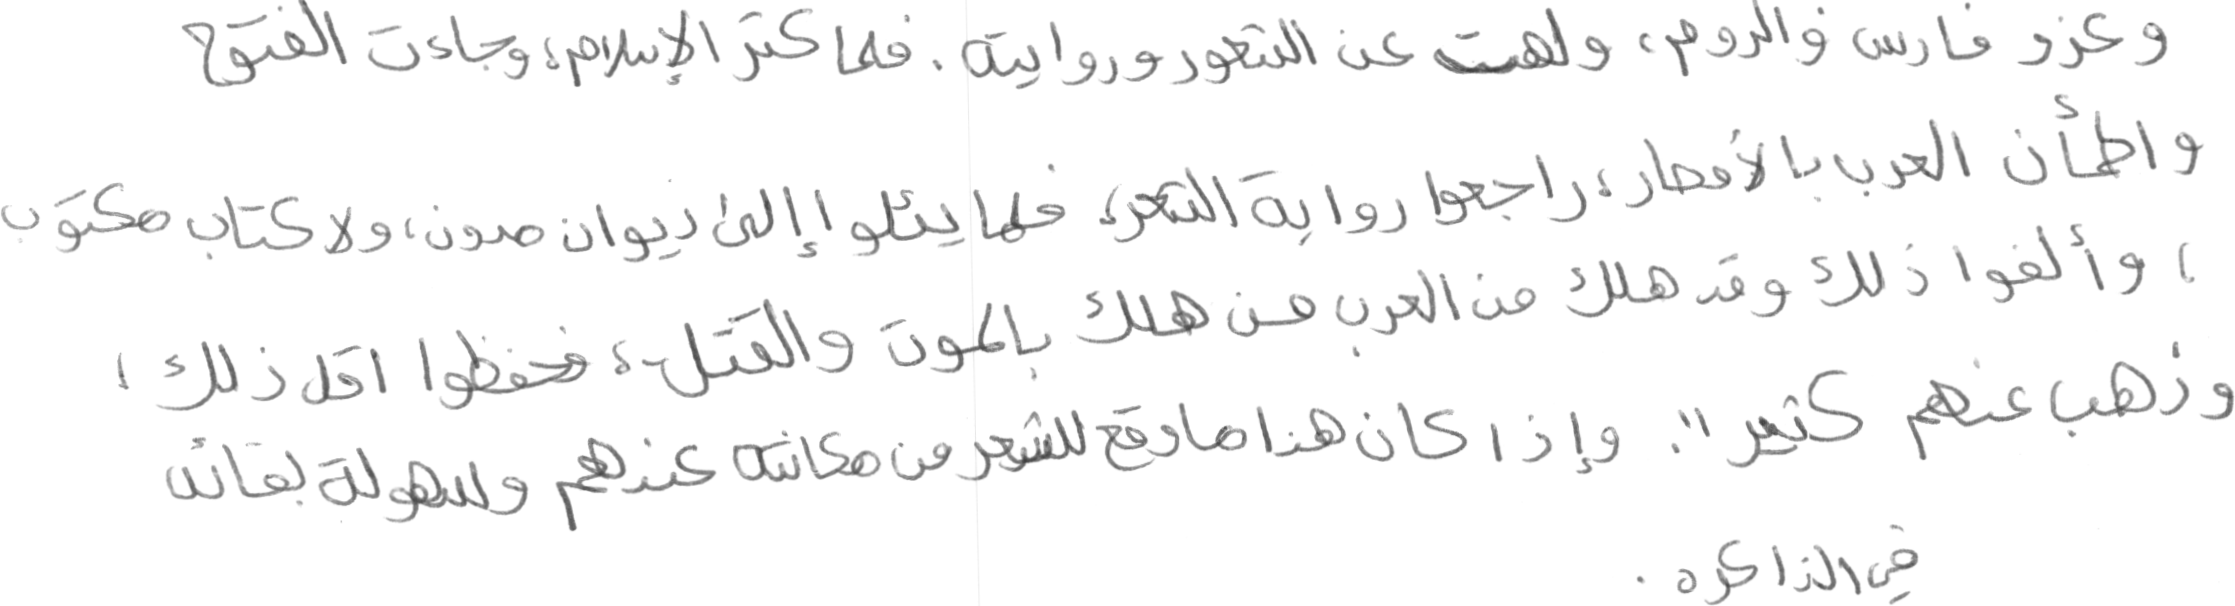 وغزو فارس والروم، ولهت عن الشعور وروايته. فلما كثر الإسلام، وجاءت الفتوح
واطمأن العرب بالأمصار، راجعوا رواية الشعر، فلما يئلوا إلى ديوان مدون، ولا كتاب مكتوب
، وألفوا ذلك وقد هلك من العرب من هلك بالموت والقتل، فحفظوا اقل ذلك،
وذهب عنهم كثير". وإذا كان هذا ما وقع للشعر من مكانته عندهم ولسهولة بقائه
في الذاكره.